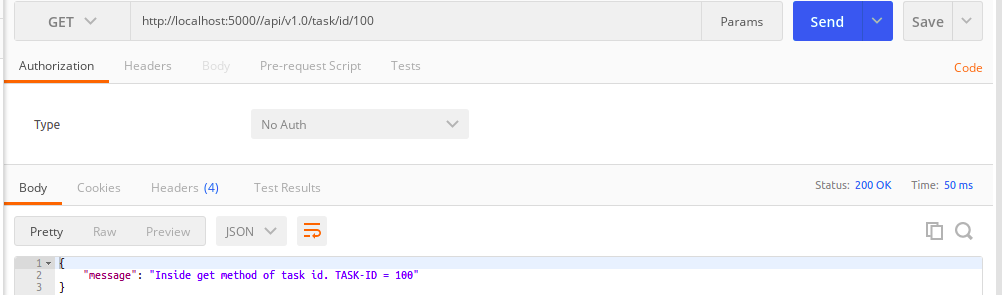 GET http://localhost:5000//api/v1.0/task/id/100 Params Send Save
Authorization Headers Body Pre-request Script Tests Code
Type No Auth
Body Cookies Headers (4) Test Results Status: 200 OK Time: 50 ms
Pretty Raw Preview JSON
1 {
2 "message": "Inside get method of task id. TASK-ID = 100"
3 }